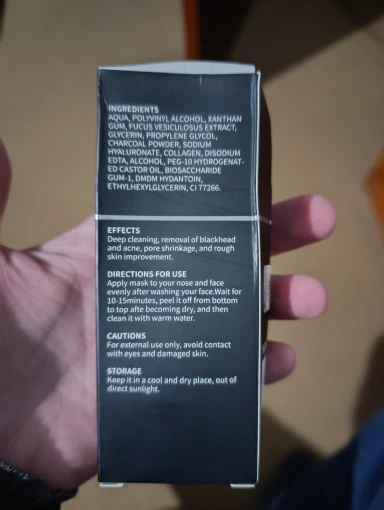 INGREDIENTS
AQUA, POLYVINYL ALCOHOL, XANTHAN
GUM, FUCUS VESICULOSUS EXTRACT,
GLYCERIN, PROPYLENE GLYCOL,
CHARCOAL POWDER, SODIUM
HYALURONATE, COLLAGEN, DISODIUM
EDTA, ALCOHOL, PEG-10 HYDROGENAT-
ED CASTOR OIL, BIOSACCHARIDE
GUM-1, DMDM HYDANTOIN,
ETHYLHEXYLGLYCERIN, CI 77266.
EFFECTS
Deep cleaning, removal of blackhead
and acne, pore shrinkage, and rough
skin improvement.
DIRECTIONS FOR USE
Apply mask to your nose and face
evenly after washing your face.Wait for
10-15minutes, peel it off from bottom
to top afte becoming dry, and then
clean it with warm water.
CAUTIONS
For external use only, avoid contact
with eyes and damaged skin.
STORAGE
Keep it in a cool and dry place, out of
direct sunlight.